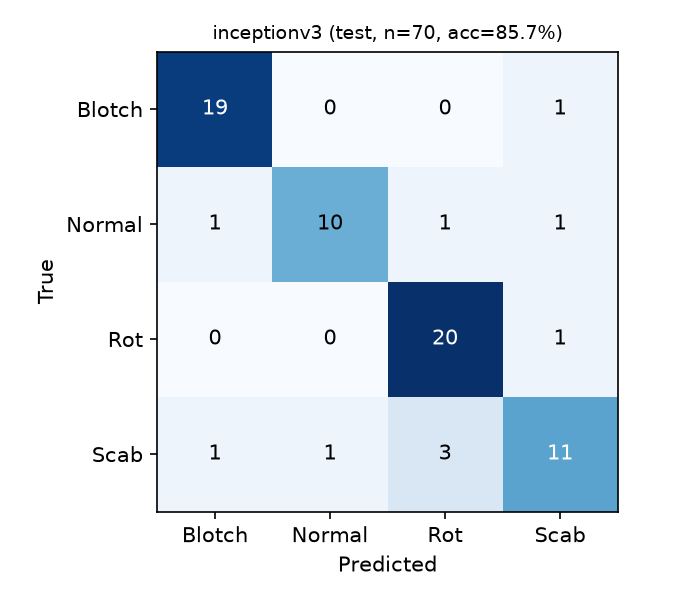 inceptionv3 (test, n=70, acc=85.7%)
Blotch 19 0 0 1
Normal 1 10 1 1
Rot 0 0 20 1
Scab 1 1 3 11
True
Blotch Normal Rot Scab
Predicted